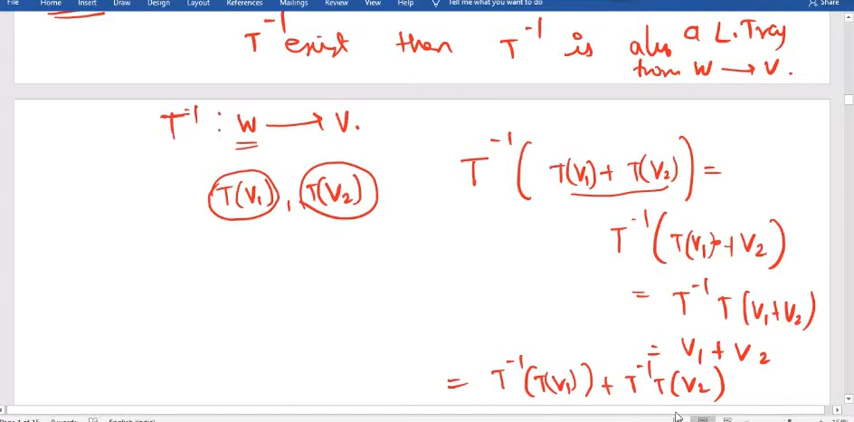 File Home Insert Draw Design Layout References Mailings Review View Help Tell me what you want to do Share
T⁻¹ exist than T⁻¹ is also a L.Tray
from W → V.
T⁻¹ : W → V.
T(V₁), T(V₂)
T⁻¹( T(V₁) + T(V₂) ) =
T⁻¹(T(V₁ + V₂)
= T⁻¹ T(V₁+V₂)
= V₁ + V₂
= T⁻¹(T(V₁)) + T⁻¹T(V₂)